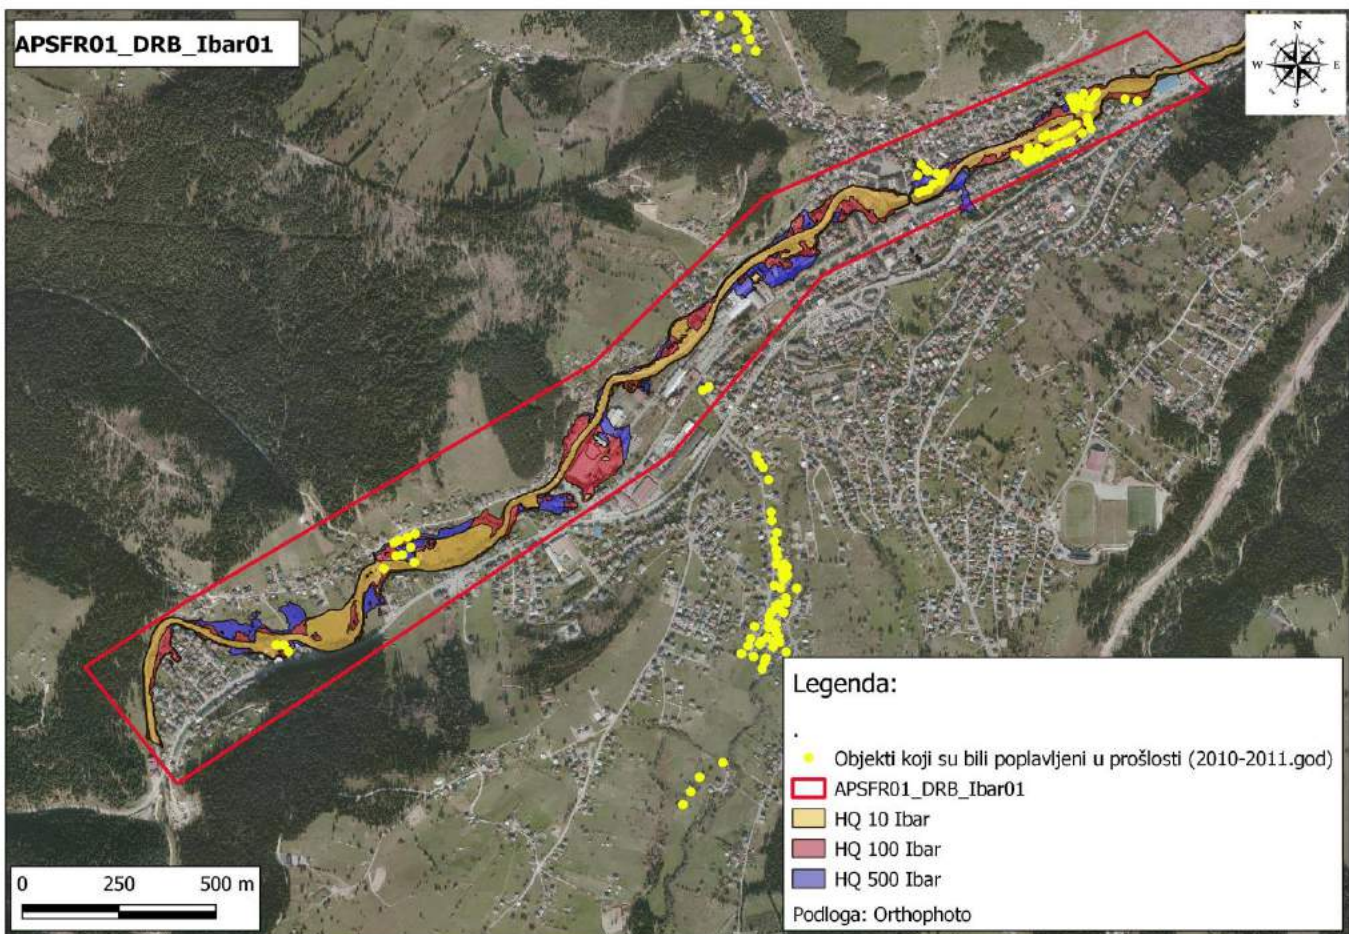 APSFR01_DRB_Ibar01
N
W
E
S
Legenda:
.
Objekti koji su bili poplavljeni u prošlosti (2010-2011.god)
APSFR01_DRB_Ibar01
HQ 10 Ibar
HQ 100 Ibar
HQ 500 Ibar
Podloga: Orthophoto
0 250 500 m